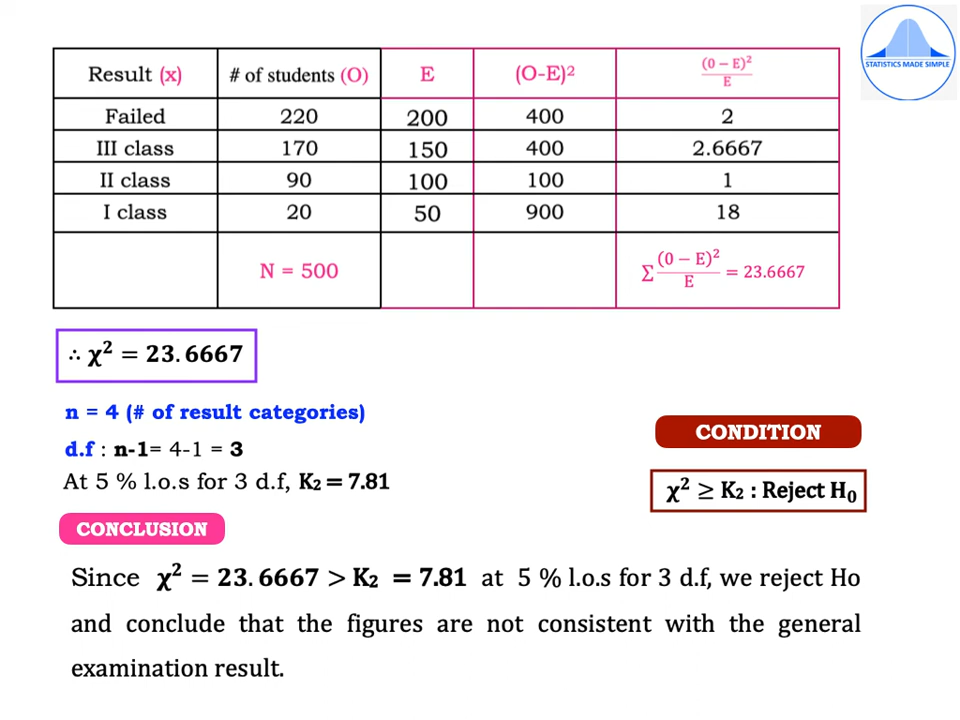 STATISTICS MADE SIMPLE
Result (x) # of students (O) E (O-E)² (0 − E)²/E
Failed 220 200 400 2
III class 170 150 400 2.6667
II class 90 100 100 1
I class 20 50 900 18
N = 500 Σ (0 − E)²/E = 23.6667
∴ χ² = 23.6667
n = 4 (# of result categories)
d.f : n-1= 4-1 = 3
At 5 % l.o.s for 3 d.f, K₂ = 7.81
CONDITION
χ² ≥ K₂ : Reject H₀
CONCLUSION
Since χ² = 23.6667 > K₂ = 7.81 at 5 % l.o.s for 3 d.f, we reject Ho
and conclude that the figures are not consistent with the general
examination result.